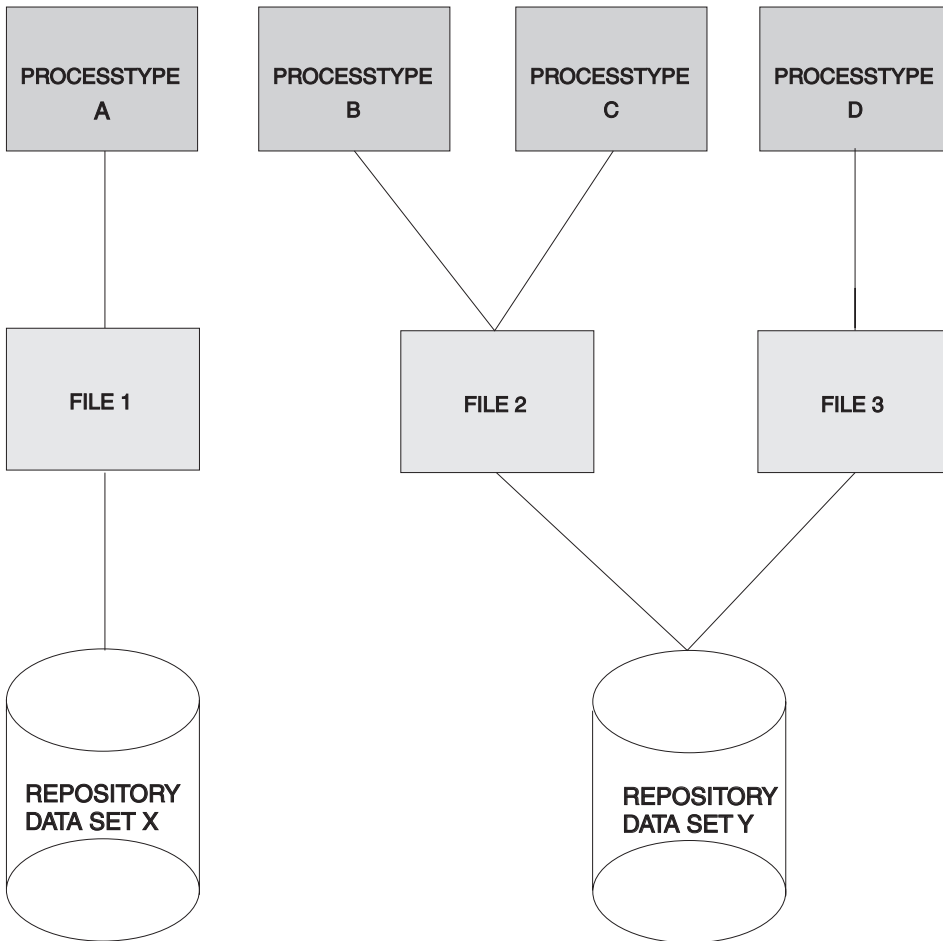 PROCESSTYPE
A
PROCESSTYPE
B
PROCESSTYPE
C
PROCESSTYPE
D
FILE 1
FILE 2
FILE 3
REPOSITORY
DATA SET X
REPOSITORY
DATA SET Y